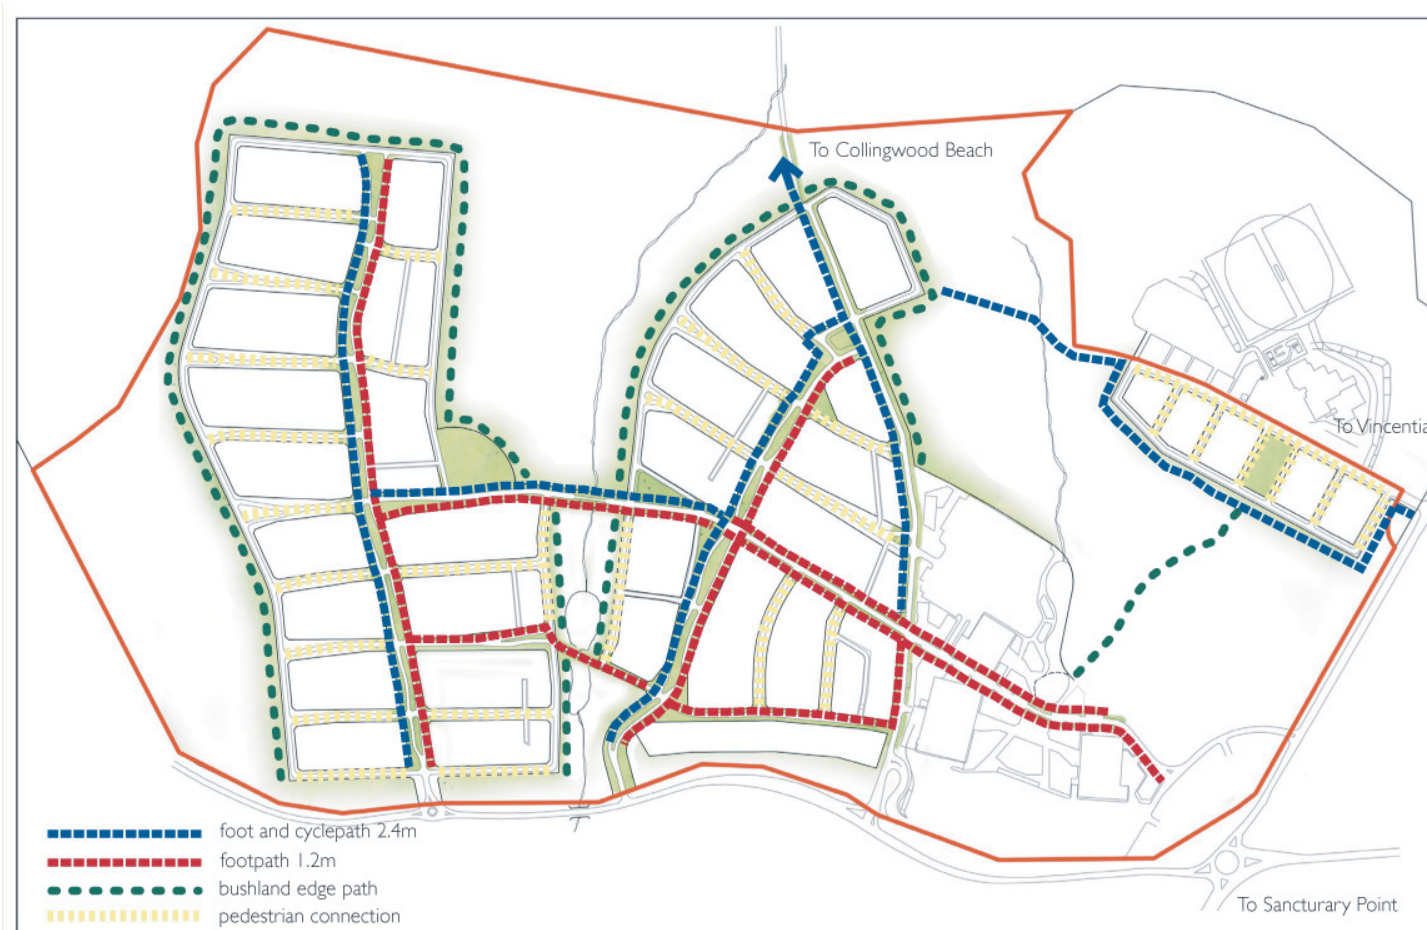 To Collingwood Beach
To Vincentia
foot and cyclepath 2.4m
footpath 1.2m
bushland edge path
pedestrian connection
To Sancturary Point